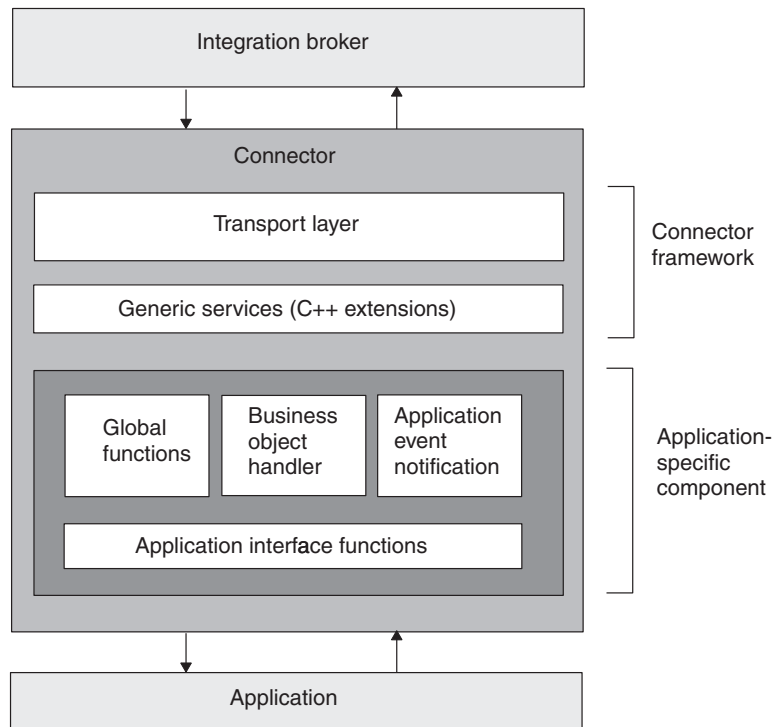 Integration broker
Connector
Transport layer
Connector
framework
Generic services (C++ extensions)
Global
functions
Business
object
handler
Application
event
notification
Application-
specific
component
Application interface functions
Application